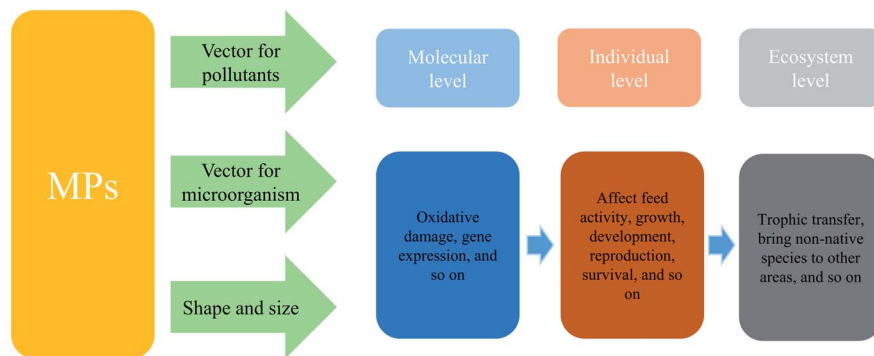 MPs
Vector for
pollutants
Vector for
microorganism
Shape and size
Molecular
level
Individual
level
Ecosystem
level
Oxidative
damage, gene
expression, and
so on
Affect feed
activity, growth,
development,
reproduction,
survival, and so
on
Trophic transfer,
bring non-native
species to other
areas, and so on